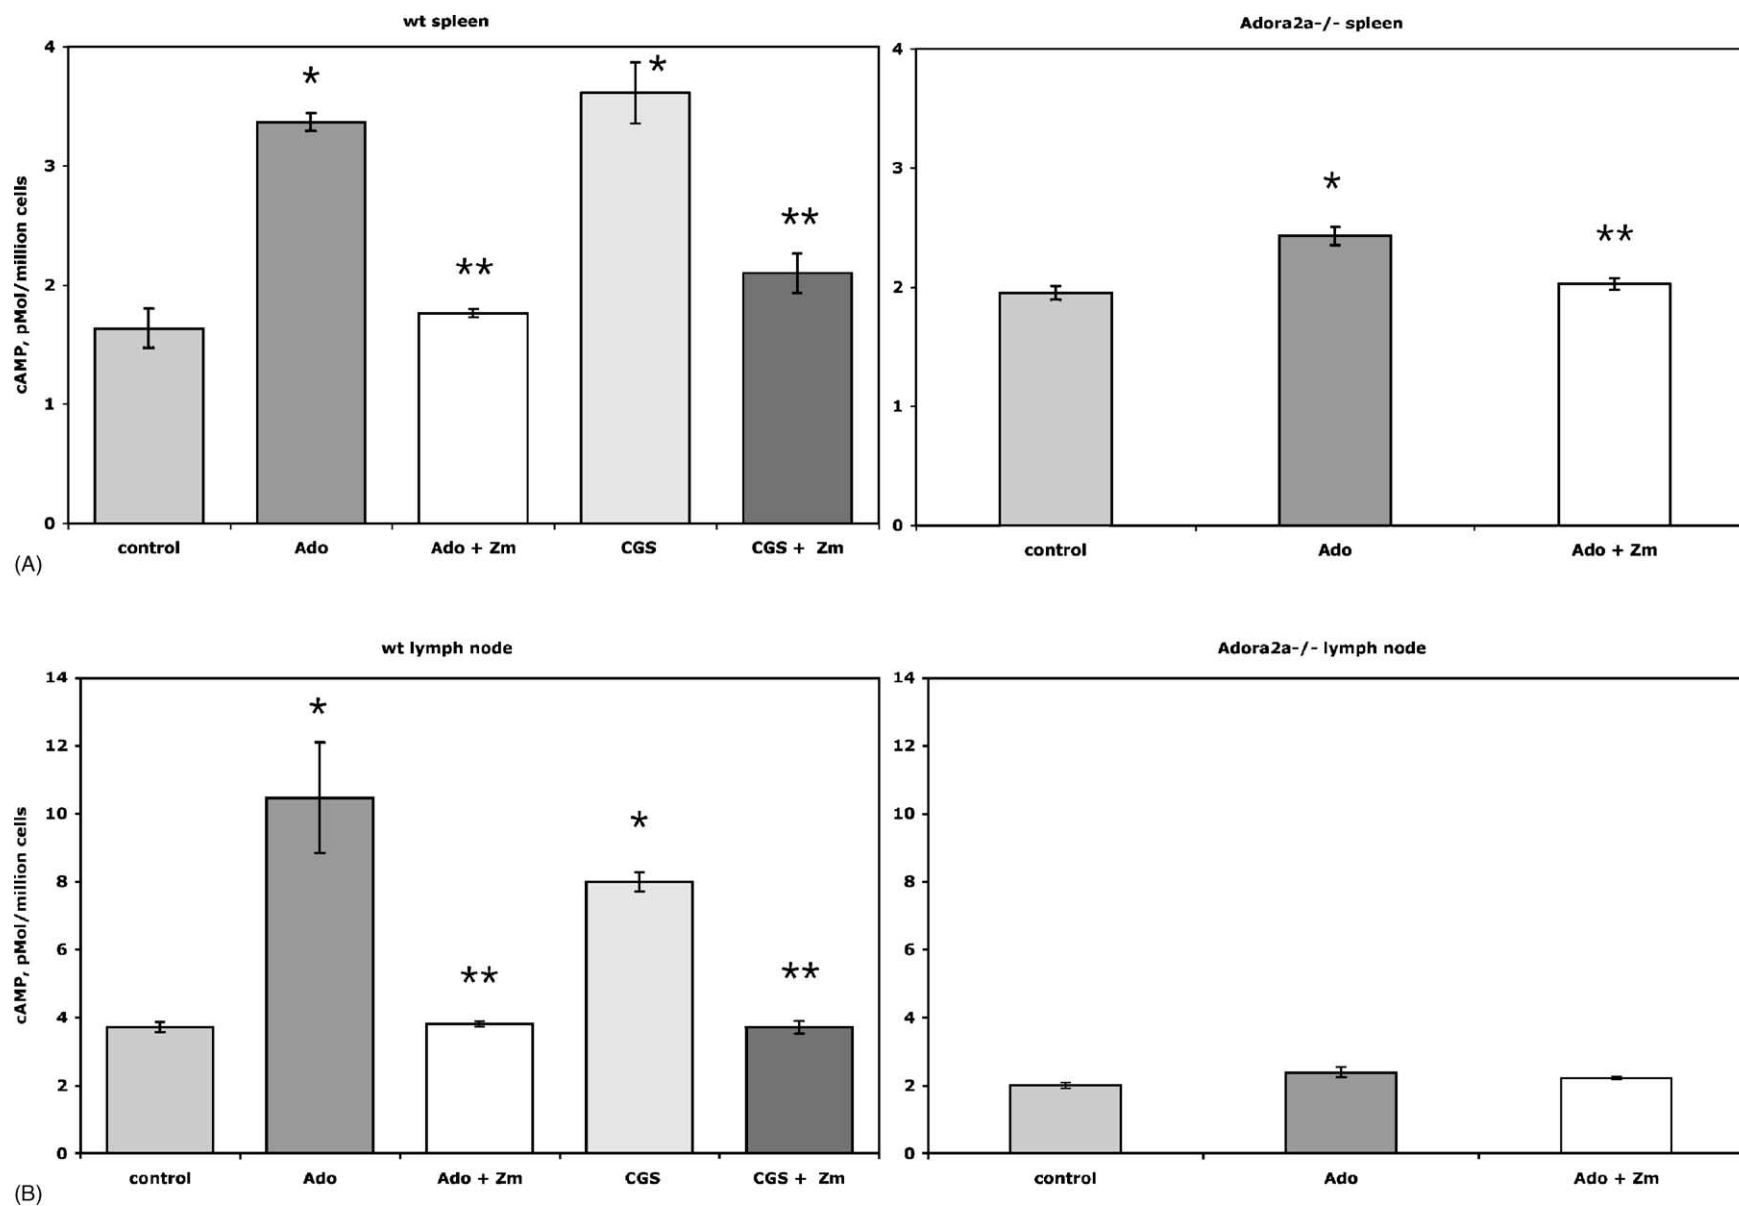 wt spleen
Adora2a-/- spleen
cAMP, pMol/million cells
4
3
2
1
0
*
**
*
**
control
Ado
Ado + Zm
CGS
CGS + Zm
4
3
2
1
0
*
**
control
Ado
Ado + Zm
(A)
wt lymph node
Adora2a-/- lymph node
cAMP, pMol/million cells
14
12
10
8
6
4
2
0
*
**
*
**
control
Ado
Ado + Zm
CGS
CGS + Zm
14
12
10
8
6
4
2
0
control
Ado
Ado + Zm
(B)